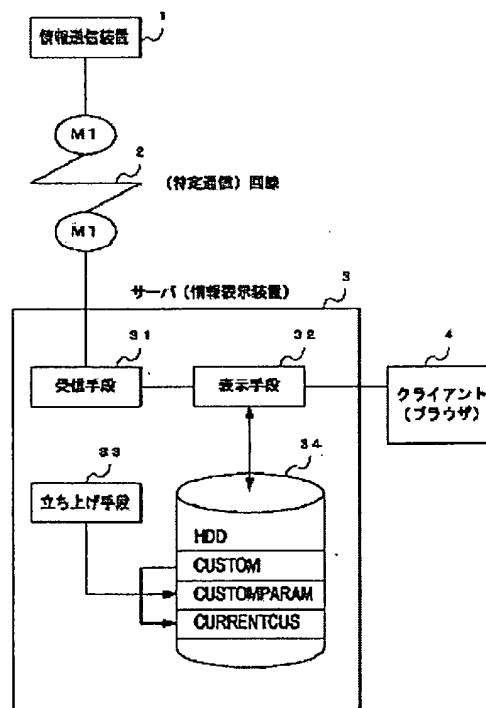 1
情報通信装置
M1
2
(特定通信) 回線
M1
サーバ (情報表示装置)
3
31
32
4
受信手段
表示手段
クライアント
(ブラウザ)
33
34
立ち上げ手段
HDD
CUSTOM
CUSTOMPARAM
CURRENTCUS